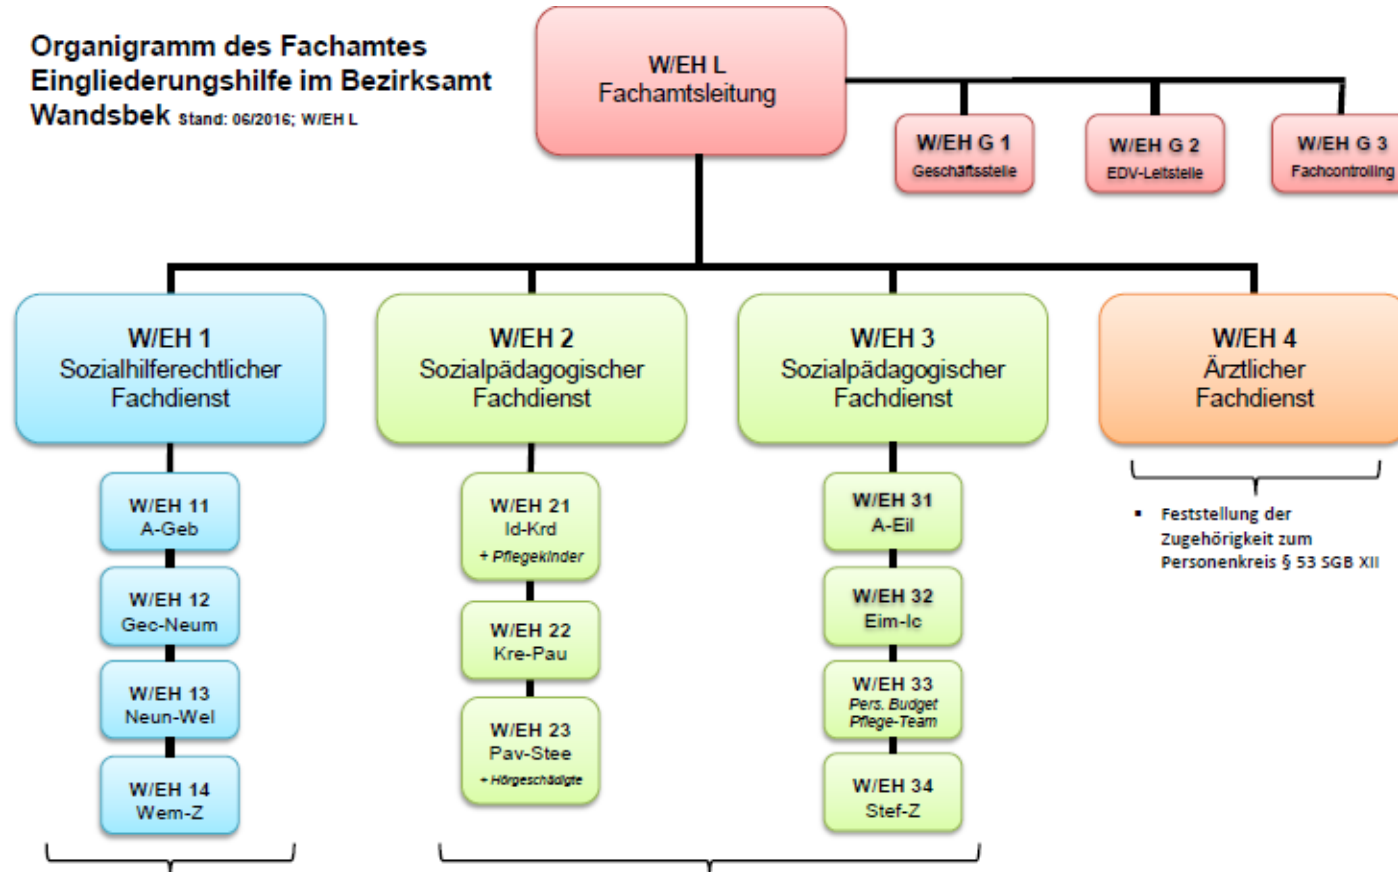 Organigramm des Fachamtes
Eingliederungshilfe im Bezirksamt
Wandsbek Stand: 06/2016; W/EH L
W/EH L
Fachamtsleitung
W/EH G 1
Geschäftsstelle
W/EH G 2
EDV-Leitstelle
W/EH G 3
Fachcontrolling
W/EH 1
Sozialhilferechtlicher
Fachdienst
W/EH 2
Sozialpädagogischer
Fachdienst
W/EH 3
Sozialpädagogischer
Fachdienst
W/EH 4
Ärztlicher
Fachdienst
W/EH 11
A-Geb
W/EH 12
Gec-Neum
W/EH 13
Neun-Wel
W/EH 14
Wem-Z
W/EH 21
Id-Krd
+ Pflegekinder
W/EH 22
Kre-Pau
W/EH 23
Pav-Stee
+ Hörgeschädigte
W/EH 31
A-Eil
W/EH 32
Eim-Ic
W/EH 33
Pers. Budget
Pflege-Team
W/EH 34
Stef-Z
▪ Feststellung der
Zugehörigkeit zum
Personenkreis § 53 SGB XII